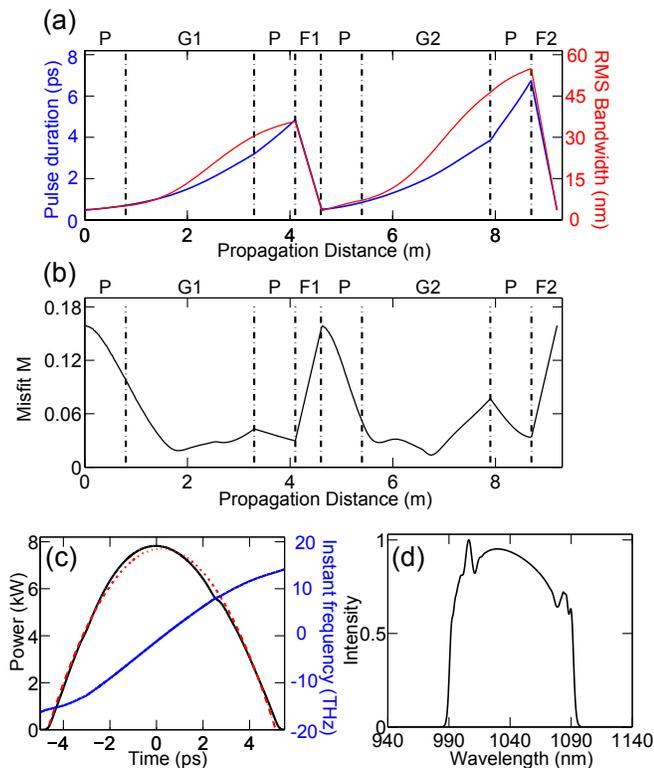 (a)
P G1 P F1 P G2 P F2
8 60
6 45
4 30
2 15
0 0
Pulse duration (ps)
RMS Bandwidth (nm)
0 2 4 6 8
Propagation Distance (m)
(b)
P G1 P F1 P G2 P F2
0.18
0.12
0.06
0
Misfit M
0 2 4 6 8
Propagation Distance (m)
(c)
8 20
6 10
4 0
2 -10
0 -20
Power (kW)
Instant frequency (THz)
−4 −2 0 2 4
Time (ps)
(d)
1
0.5
0
Intensity
940 990 1040 1090 1140
Wavelength (nm)